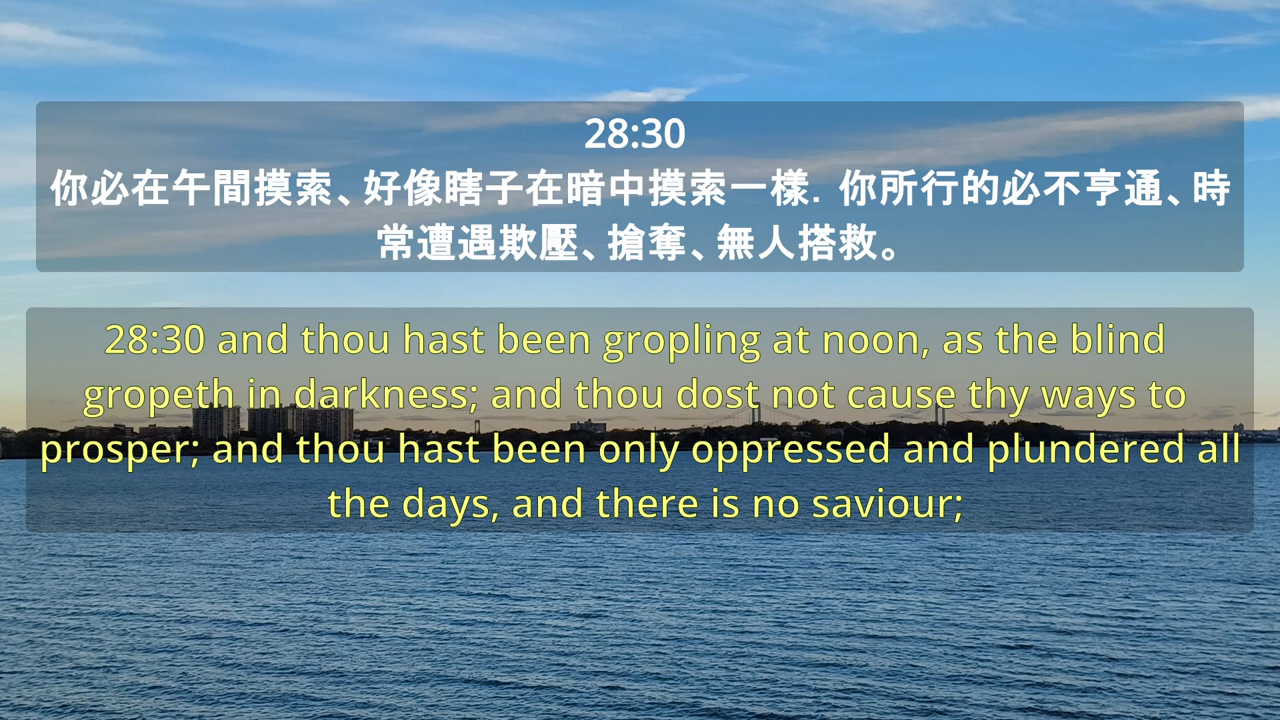 28:30
你必在午間摸索、好像瞎子在暗中摸索一樣．你所行的必不亨通、時
常遭遇欺壓、搶奪、無人搭救。
28:30 and thou hast been gropling at noon, as the blind
gropeth in darkness; and thou dost not cause thy ways to
prosper; and thou hast been only oppressed and plundered all
the days, and there is no saviour;